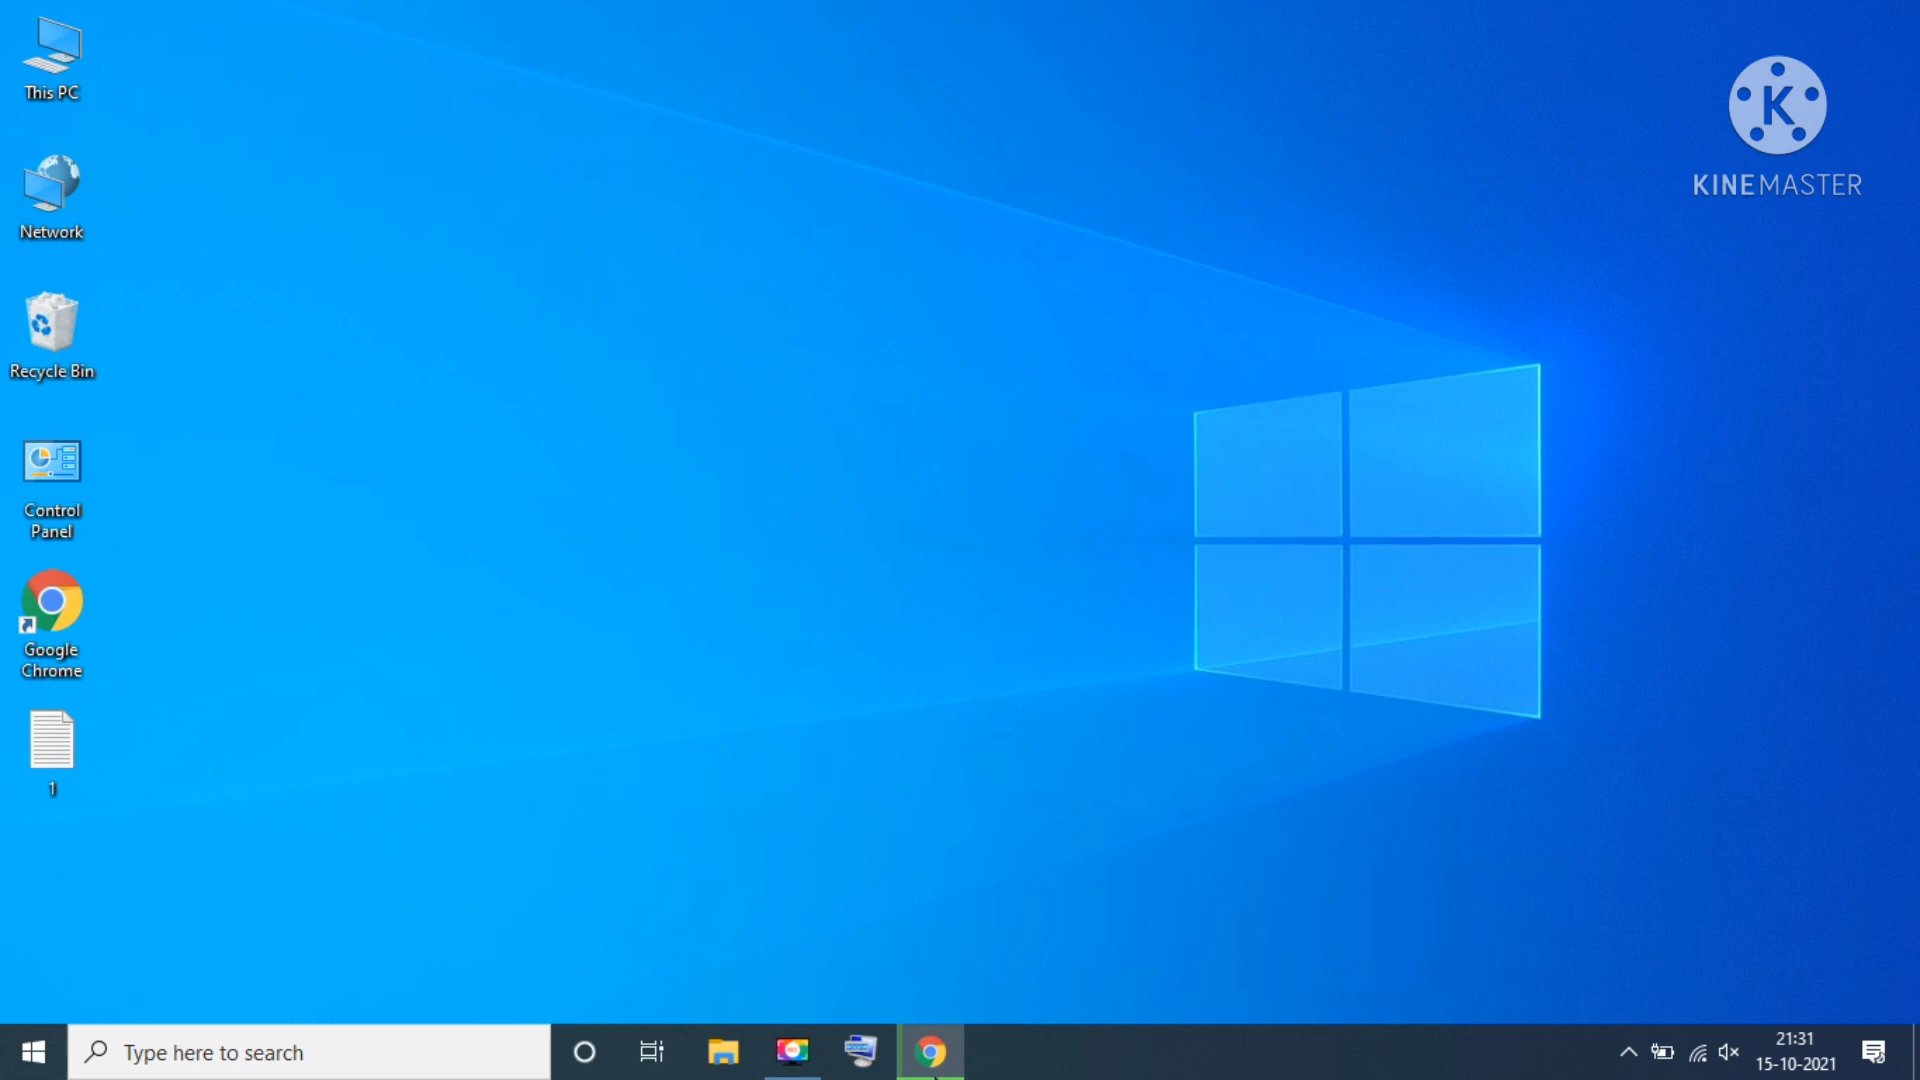 This PC
Network
Recycle Bin
Control
Panel
Google
Chrome
1
K
KINEMASTER
Type here to search
21:31
15-10-2021